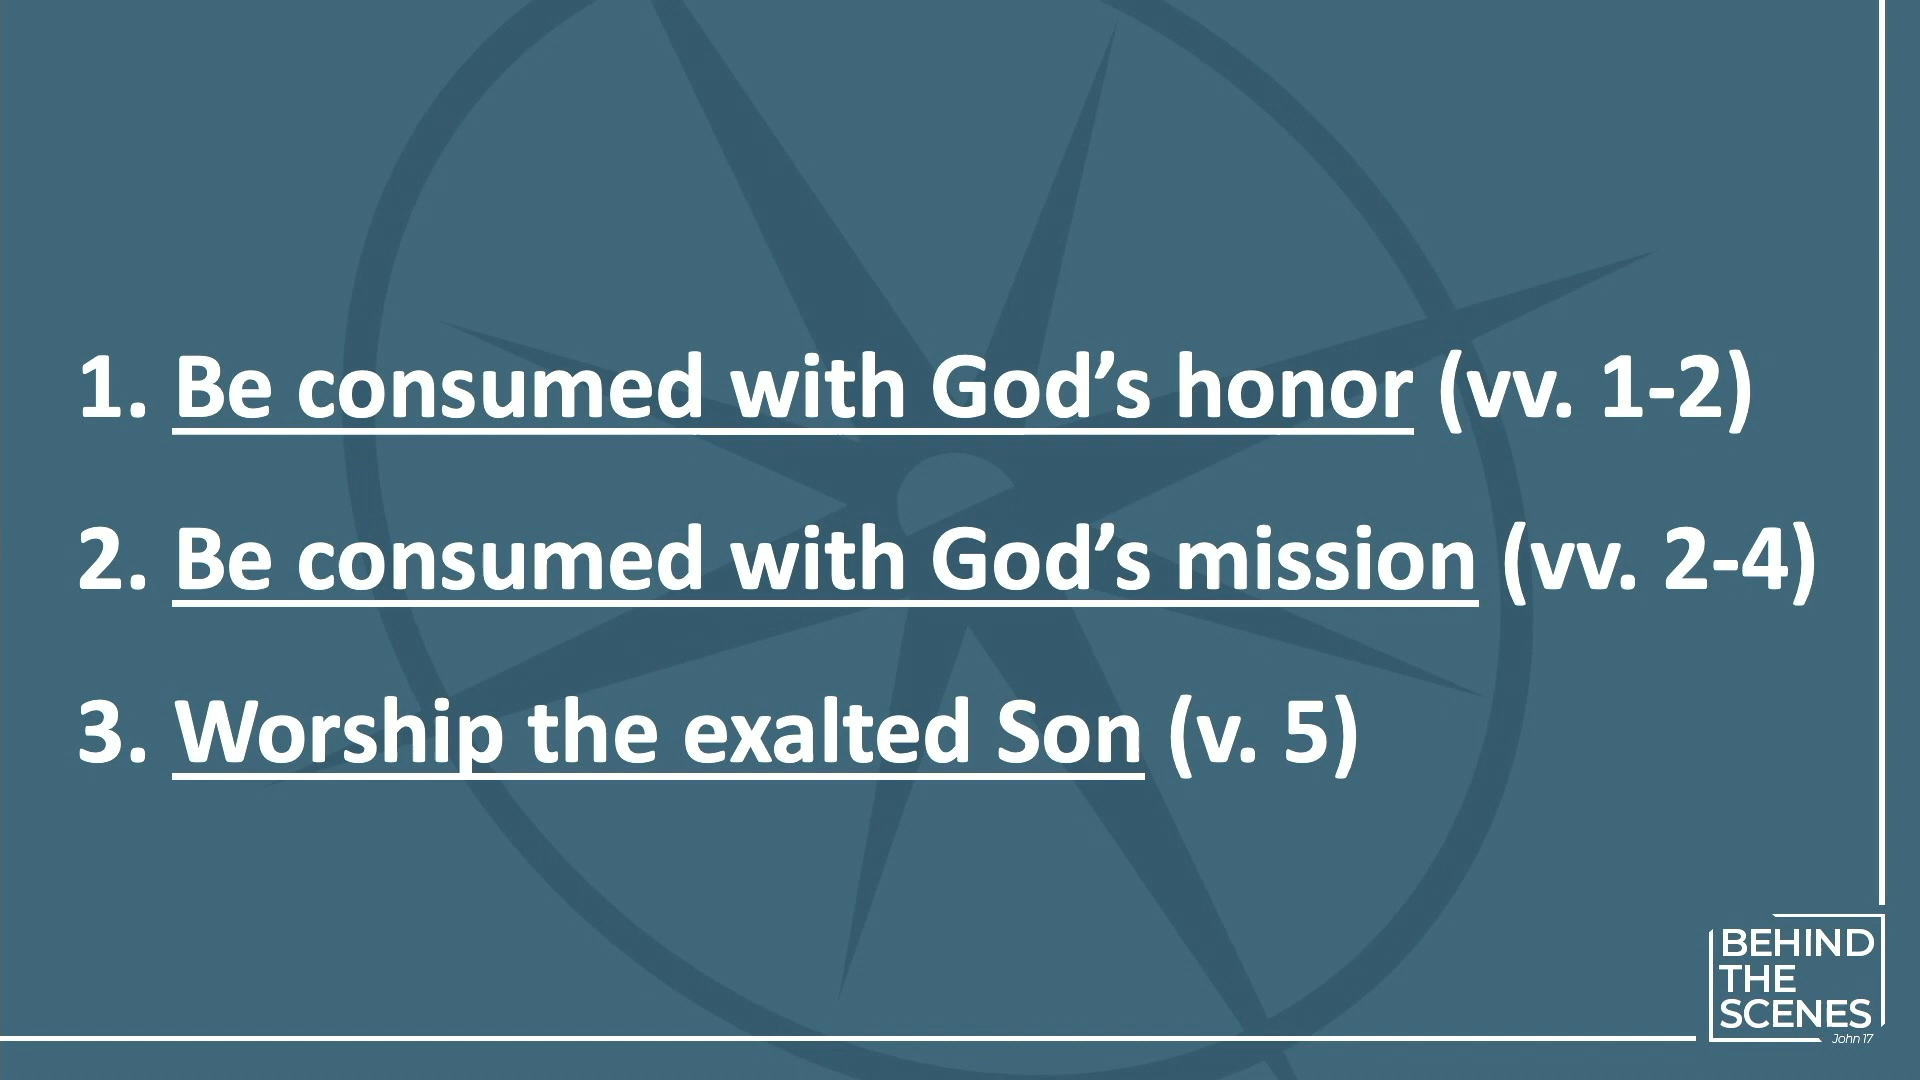 1. Be consumed with God’s honor (vv. 1-2)
2. Be consumed with God’s mission (vv. 2-4)
3. Worship the exalted Son (v. 5)
BEHIND
THE
SCENES
John 17